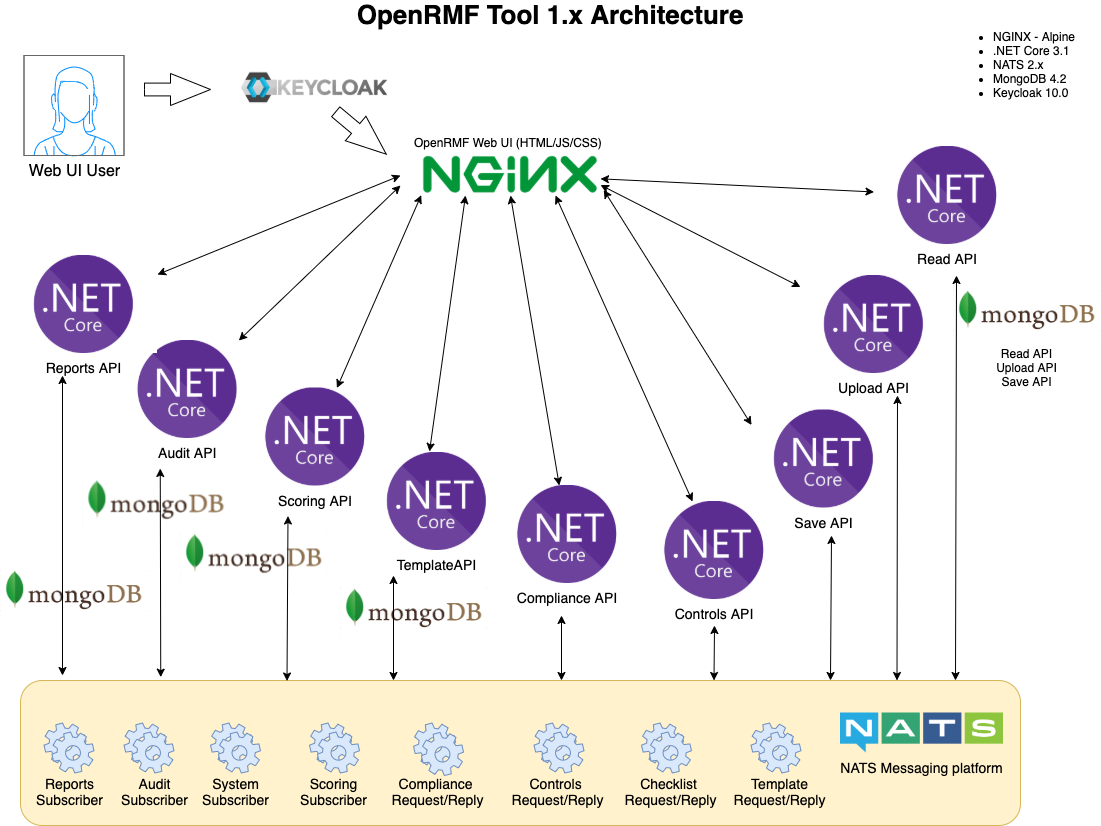 OpenRMF Tool 1.x Architecture
NGINX - Alpine
.NET Core 3.1
NATS 2.x
MongoDB 4.2
Keycloak 10.0
KEYCLOAK
Web UI User
OpenRMF Web UI (HTML/JS/CSS)
NGINX
.NET
Core
Read API
.NET
Core
Reports API
.NET
Core
Upload API
mongoDB
Read API
Upload API
Save API
.NET
Core
Audit API
.NET
Core
Scoring API
.NET
Core
Save API
.NET
Core
TemplateAPI
.NET
Core
Compliance API
.NET
Core
Controls API
mongoDB
mongoDB
mongoDB
mongoDB
NATS
NATS Messaging platform
Reports
Subscriber
Audit
Subscriber
System
Subscriber
Scoring
Subscriber
Compliance
Request/Reply
Controls
Request/Reply
Checklist
Request/Reply
Template
Request/Reply